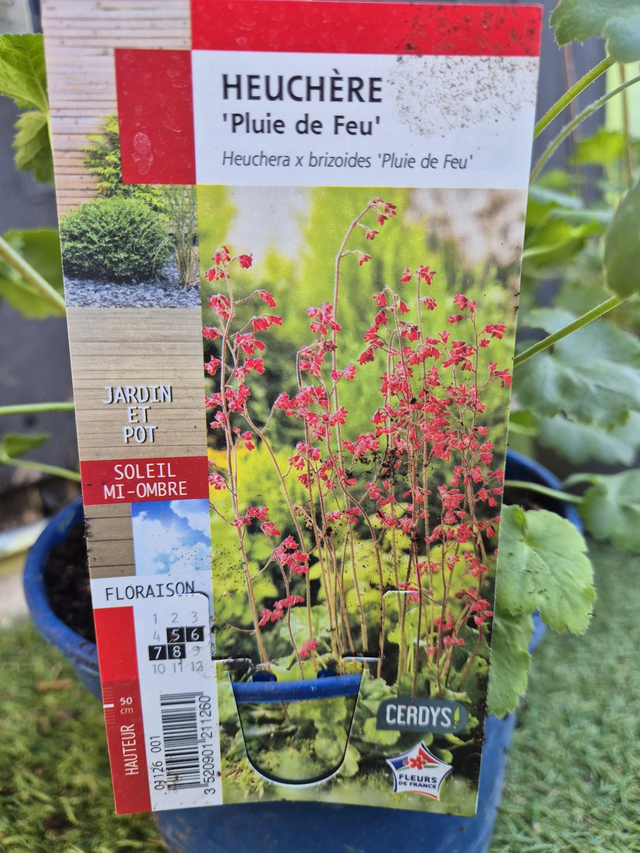 HEUCHÈRE
'Pluie de Feu'
Heuchera x brizoides 'Pluie de Feu'
JARDIN
ET
POT
SOLEIL
MI-OMBRE
FLORAISON
1 2 3
4 5 6
7 8 9
10 11 12
50
cm
HAUTEUR
04126 001
3 520901 211260
CERDYS
FLEURS
DE FRANCE